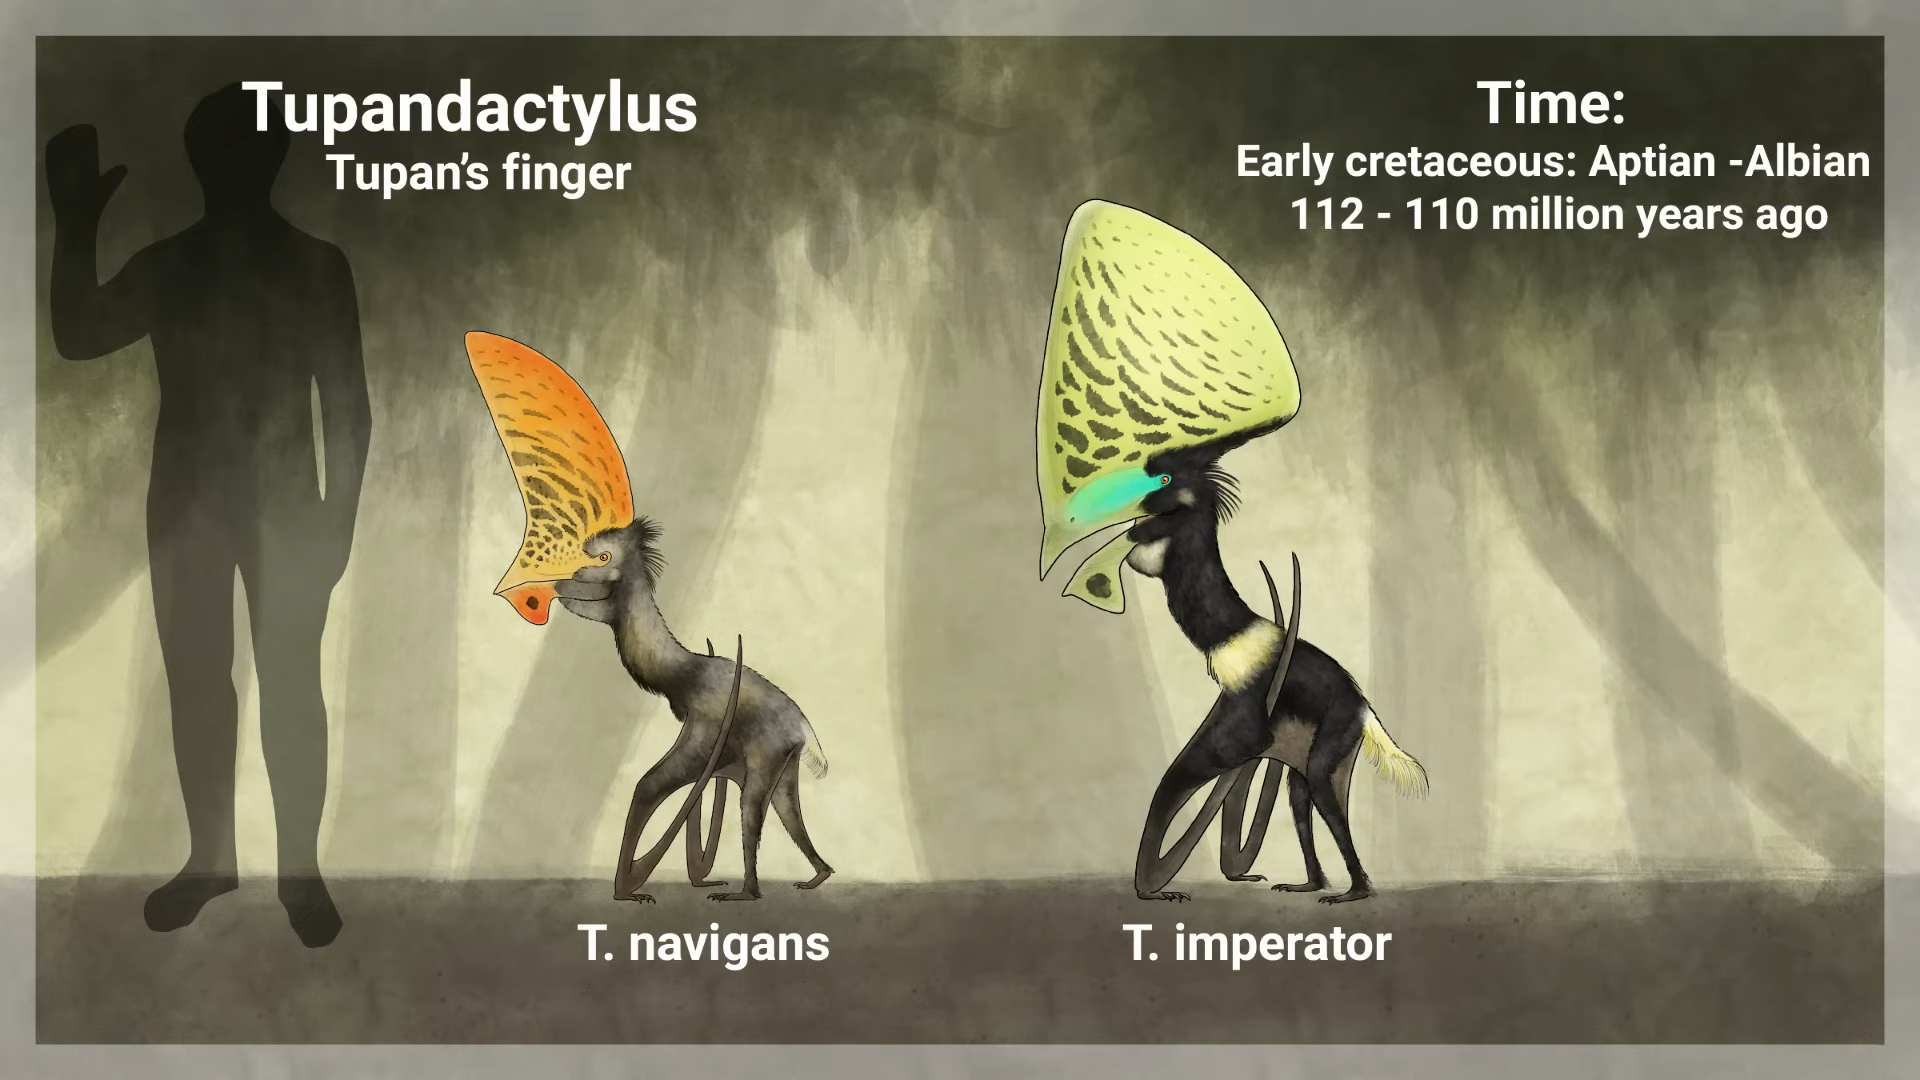 Tupandactylus
Tupan’s finger
Time:
Early cretaceous: Aptian -Albian
112 - 110 million years ago
T. navigans
T. imperator